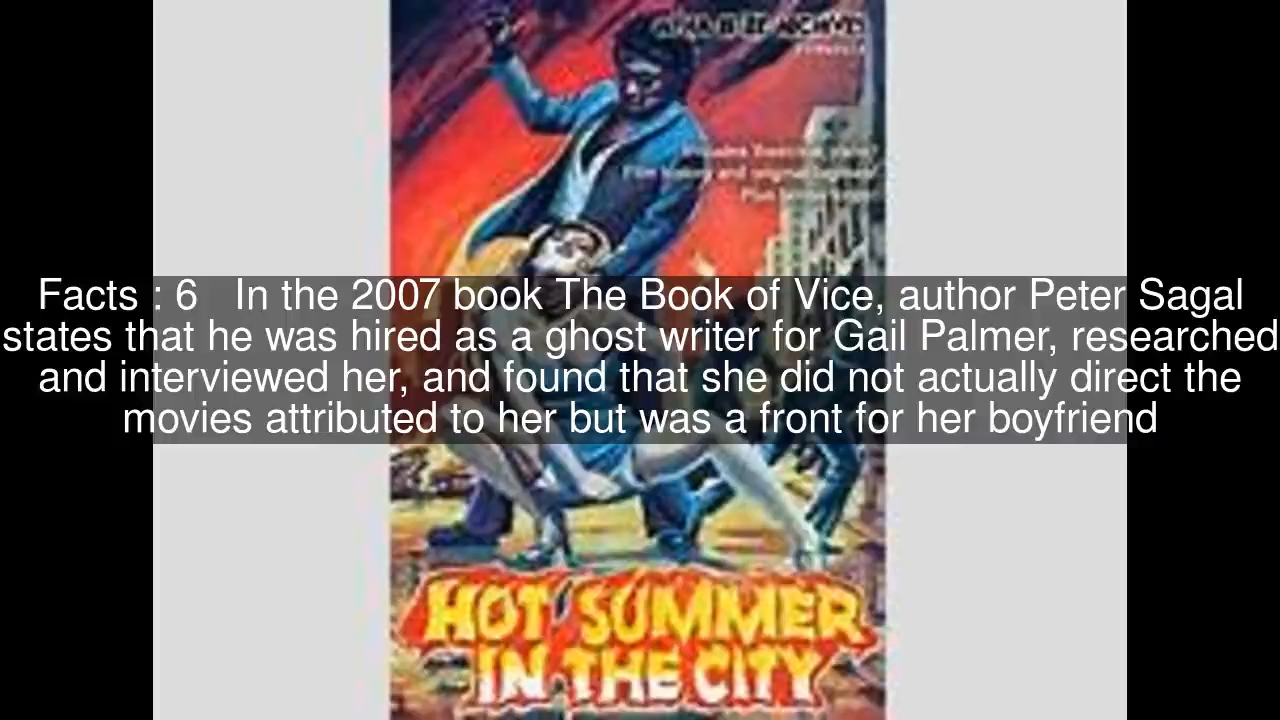 Facts : 6 In the 2007 book The Book of Vice, author Peter Sagal
states that he was hired as a ghost writer for Gail Palmer, researched
and interviewed her, and found that she did not actually direct the
movies attributed to her but was a front for her boyfriend
HOT SUMMER
IN THE CITY